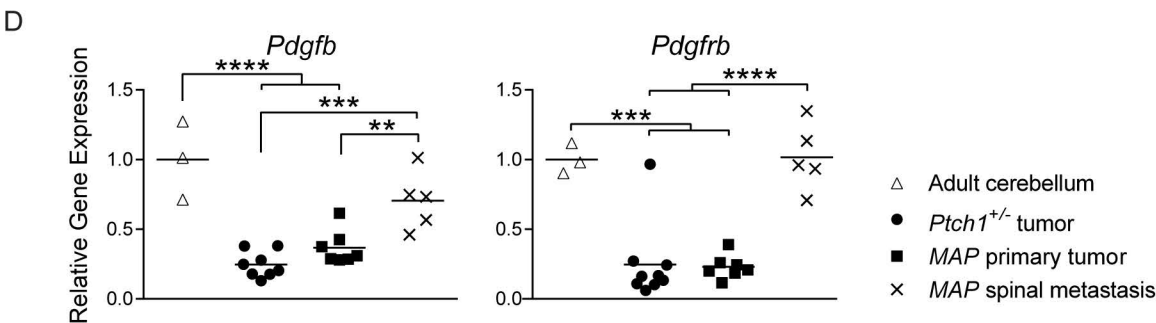 D
Pdgfb
Relative Gene Expression
1.5
1.0
0.5
0.0
****
***
**
Pdgfrb
1.5
1.0
0.5
0.0
****
***
Adult cerebellum
Ptch1+/- tumor
MAP primary tumor
MAP spinal metastasis